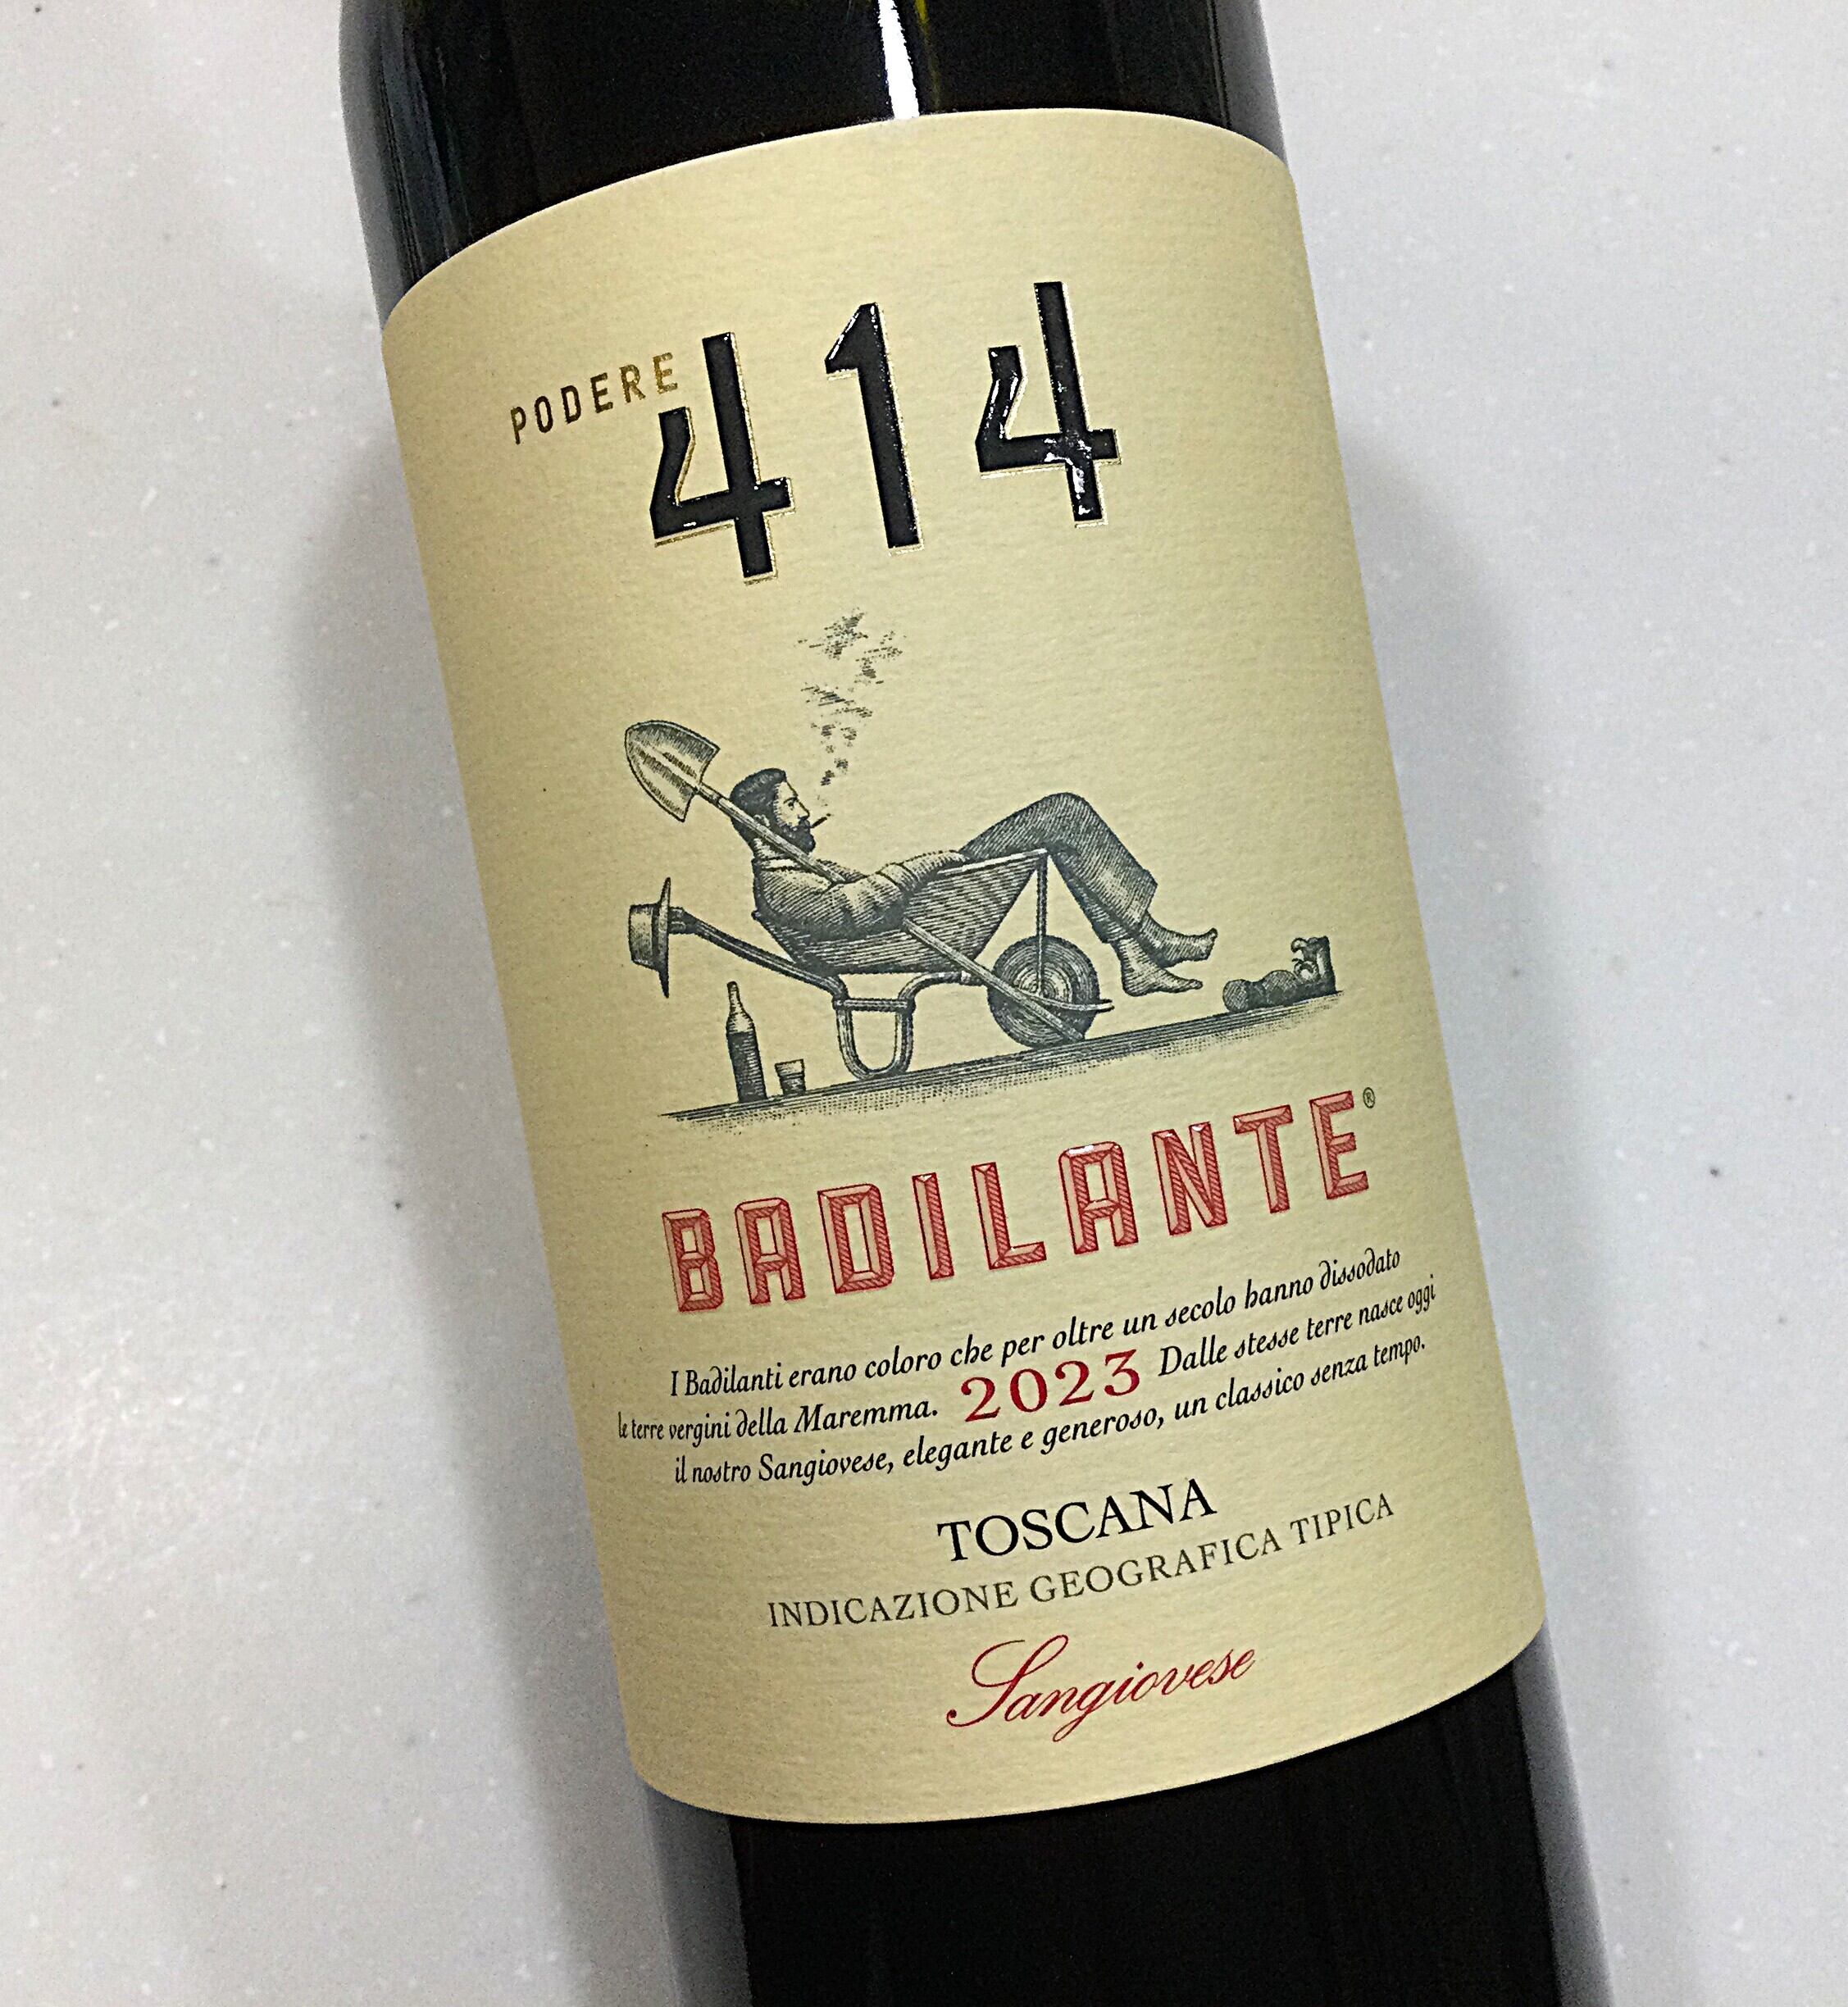 PODERE
414
BADILANTE®
I Badilanti erano coloro che per oltre un secolo hanno dissodato
le terre vergini della Maremma. 2023 Dalle stesse terre nasce oggi
il nostro Sangiovese, elegante e generoso, un classico senza tempo.
TOSCANA
INDICAZIONE GEOGRAFICA TIPICA
Sangiovese